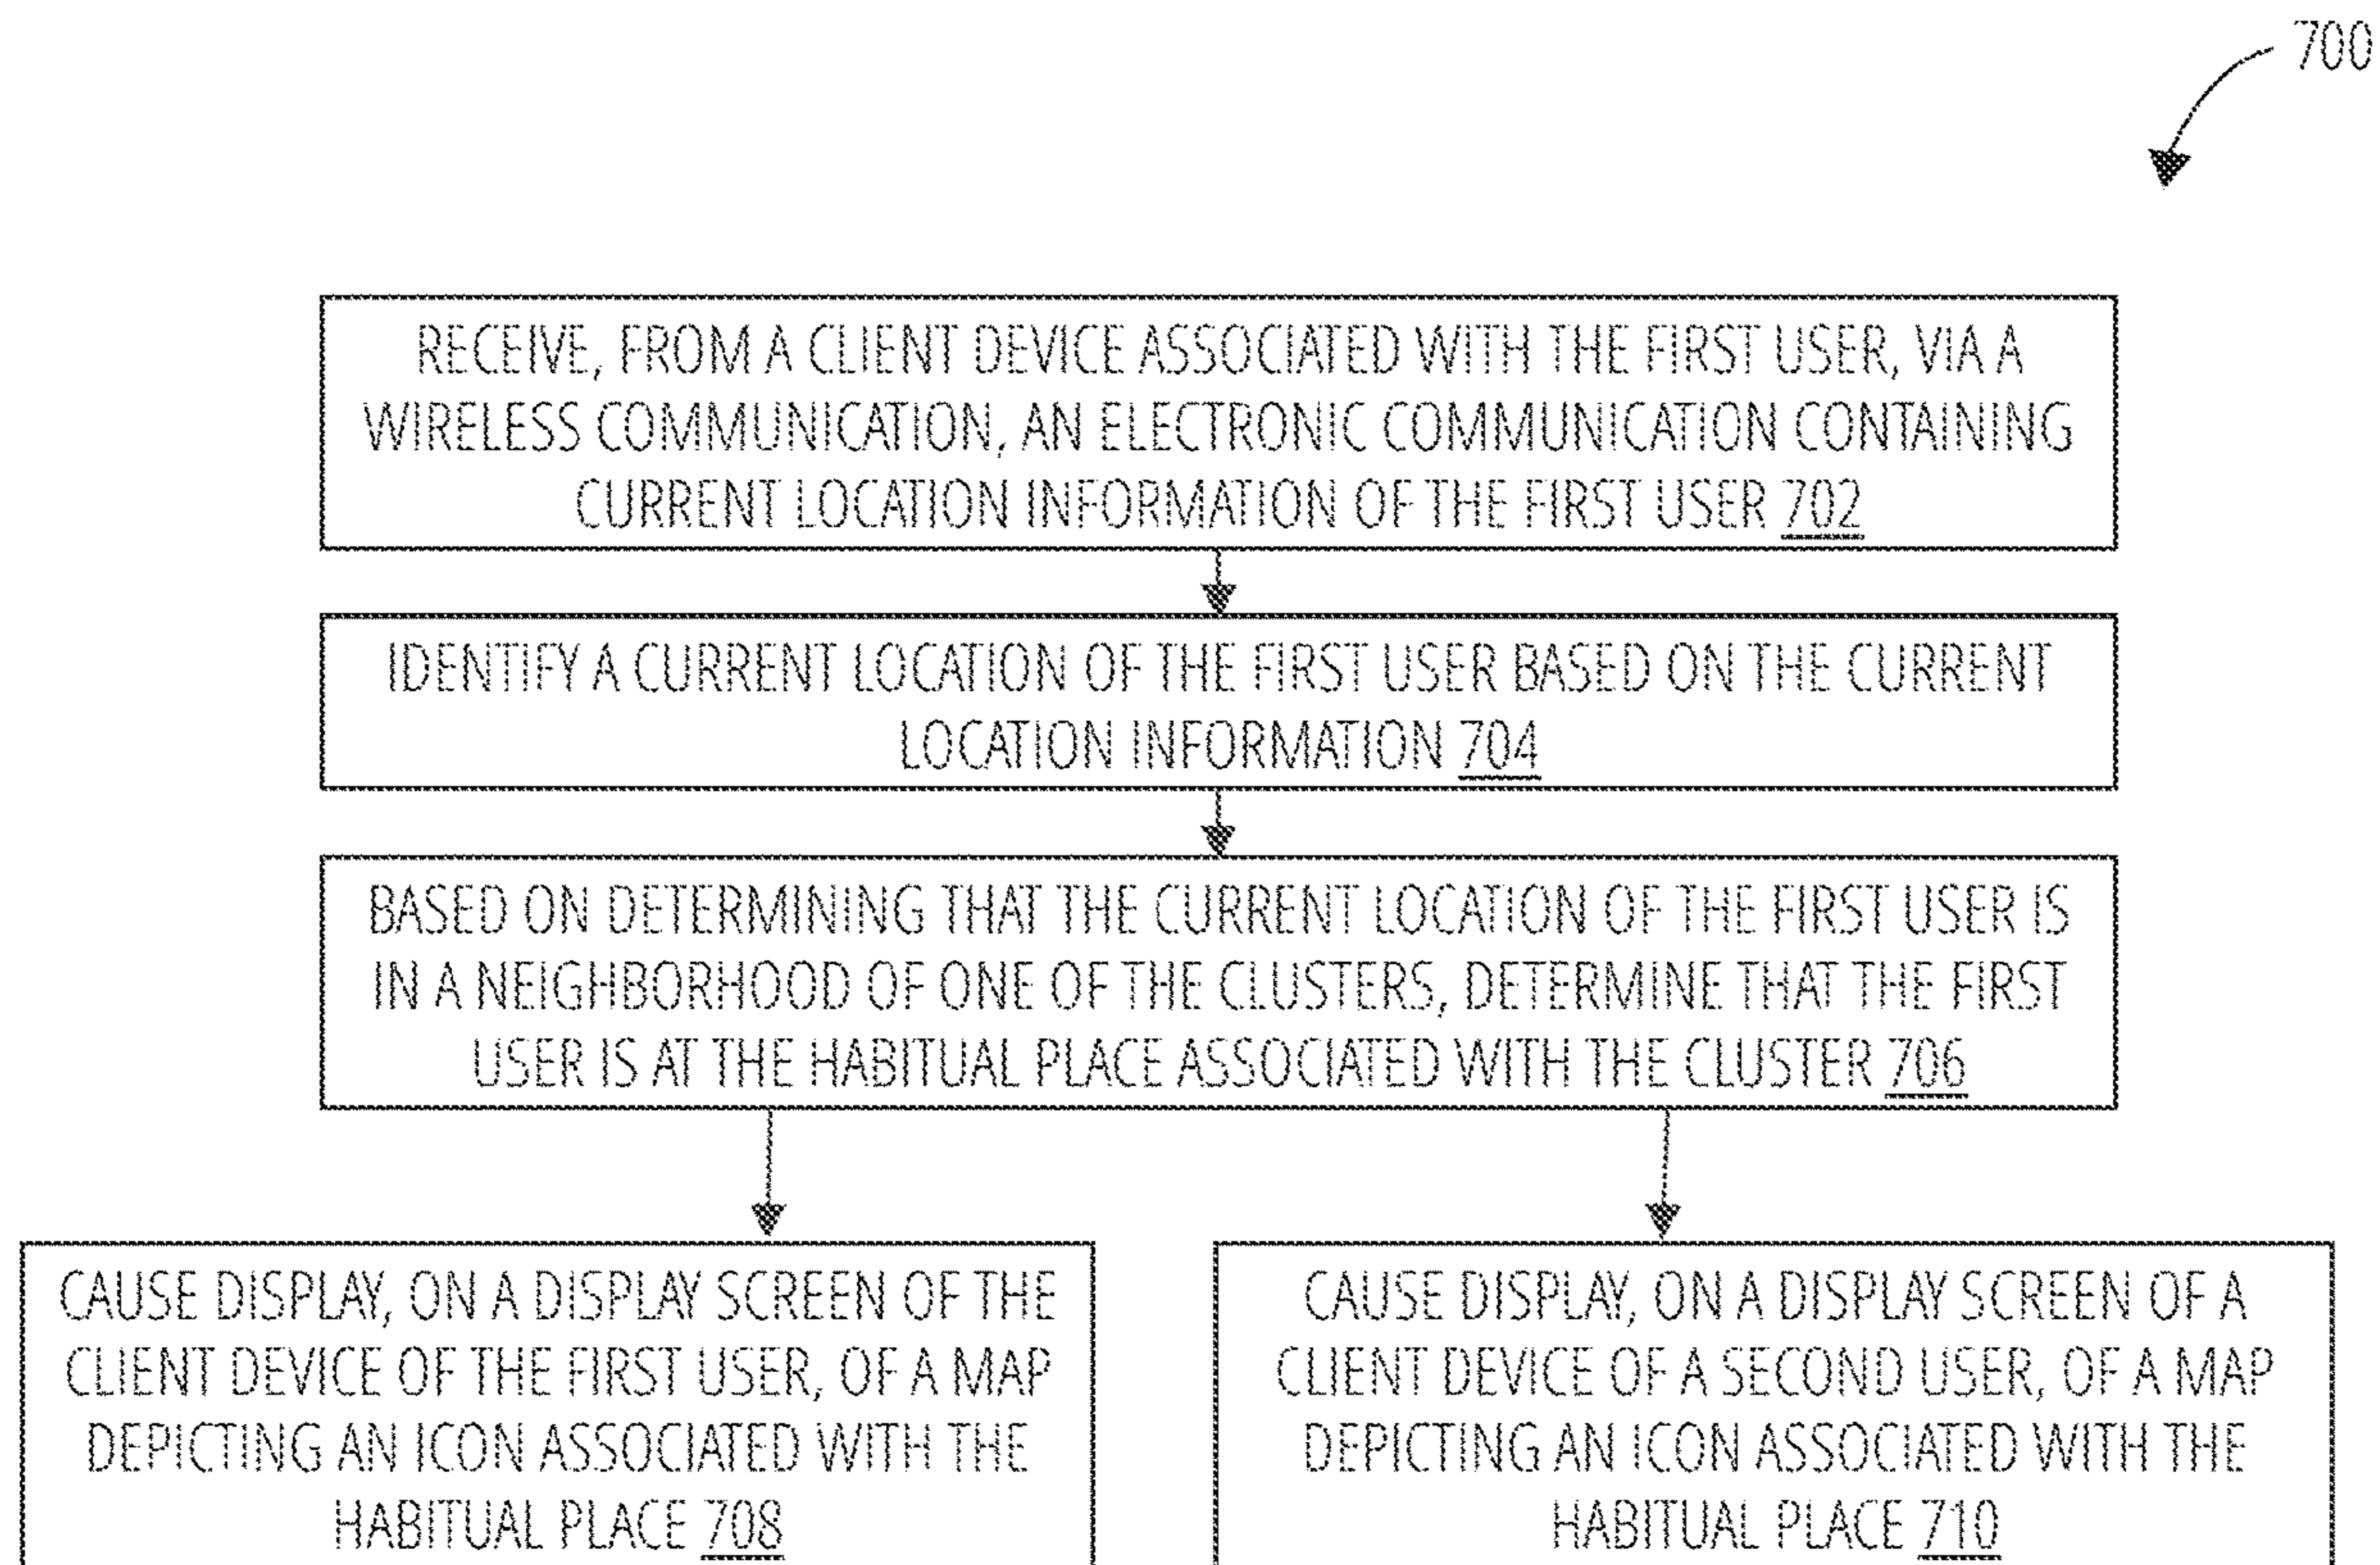 700
RECEIVE, FROM A CLIENT DEVICE ASSOCIATED WITH THE FIRST USER, VIA A
WIRELESS COMMUNICATION, AN ELECTRONIC COMMUNICATION CONTAINING
CURRENT LOCATION INFORMATION OF THE FIRST USER 702
IDENTIFY A CURRENT LOCATION OF THE FIRST USER BASED ON THE CURRENT
LOCATION INFORMATION 704
BASED ON DETERMINING THAT THE CURRENT LOCATION OF THE FIRST USER IS
IN A NEIGHBORHOOD OF ONE OF THE CLUSTERS, DETERMINE THAT THE FIRST
USER IS AT THE HABITUAL PLACE ASSOCIATED WITH THE CLUSTER 706
CAUSE DISPLAY, ON A DISPLAY SCREEN OF THE
CLIENT DEVICE OF THE FIRST USER, OF A MAP
DEPICTING AN ICON ASSOCIATED WITH THE
HABITUAL PLACE 708
CAUSE DISPLAY, ON A DISPLAY SCREEN OF A
CLIENT DEVICE OF A SECOND USER, OF A MAP
DEPICTING AN ICON ASSOCIATED WITH THE
HABITUAL PLACE 710